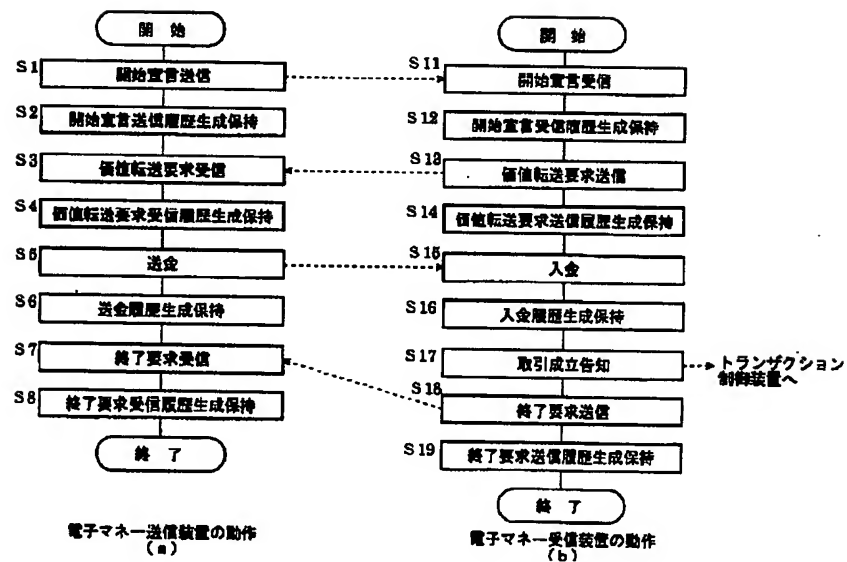 開始
S1 開始宣言送信
S2 開始宣言送信履歴生成保持
S3 価値転送要求受信
S4 価値転送要求受信履歴生成保持
S5 送金
S6 送金履歴生成保持
S7 終了要求受信
S8 終了要求受信履歴生成保持
終了
電子マネー送信装置の動作
(a)
開始
S11 開始宣言受信
S12 開始宣言受信履歴生成保持
S13 価値転送要求送信
S14 価値転送要求送信履歴生成保持
S15 入金
S16 入金履歴生成保持
S17 取引成立告知
トランザクション
制御装置へ
S18 終了要求送信
S19 終了要求送信履歴生成保持
終了
電子マネー受信装置の動作
(b)